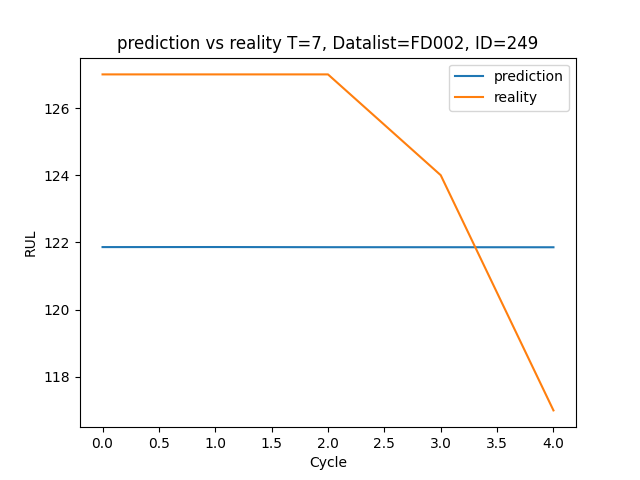 prediction vs reality T=7, Datalist=FD002, ID=249
prediction
reality
126
124
122
120
118
RUL
0.0 0.5 1.0 1.5 2.0 2.5 3.0 3.5 4.0
Cycle